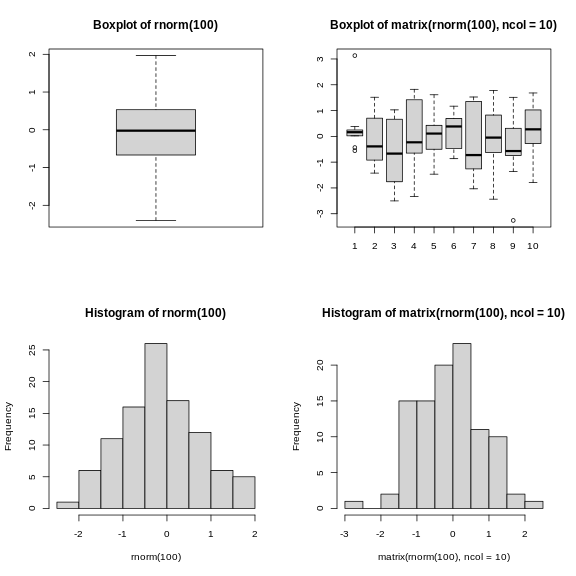 Boxplot of rnorm(100)
2
1
0
-1
-2
Boxplot of matrix(rnorm(100), ncol = 10)
3
2
1
0
-1
-2
-3
1 2 3 4 5 6 7 8 9 10
Histogram of rnorm(100)
Frequency
25
20
15
10
5
0
-2 -1 0 1 2
rnorm(100)
Histogram of matrix(rnorm(100), ncol = 10)
Frequency
20
15
10
5
0
-3 -2 -1 0 1 2
matrix(rnorm(100), ncol = 10)